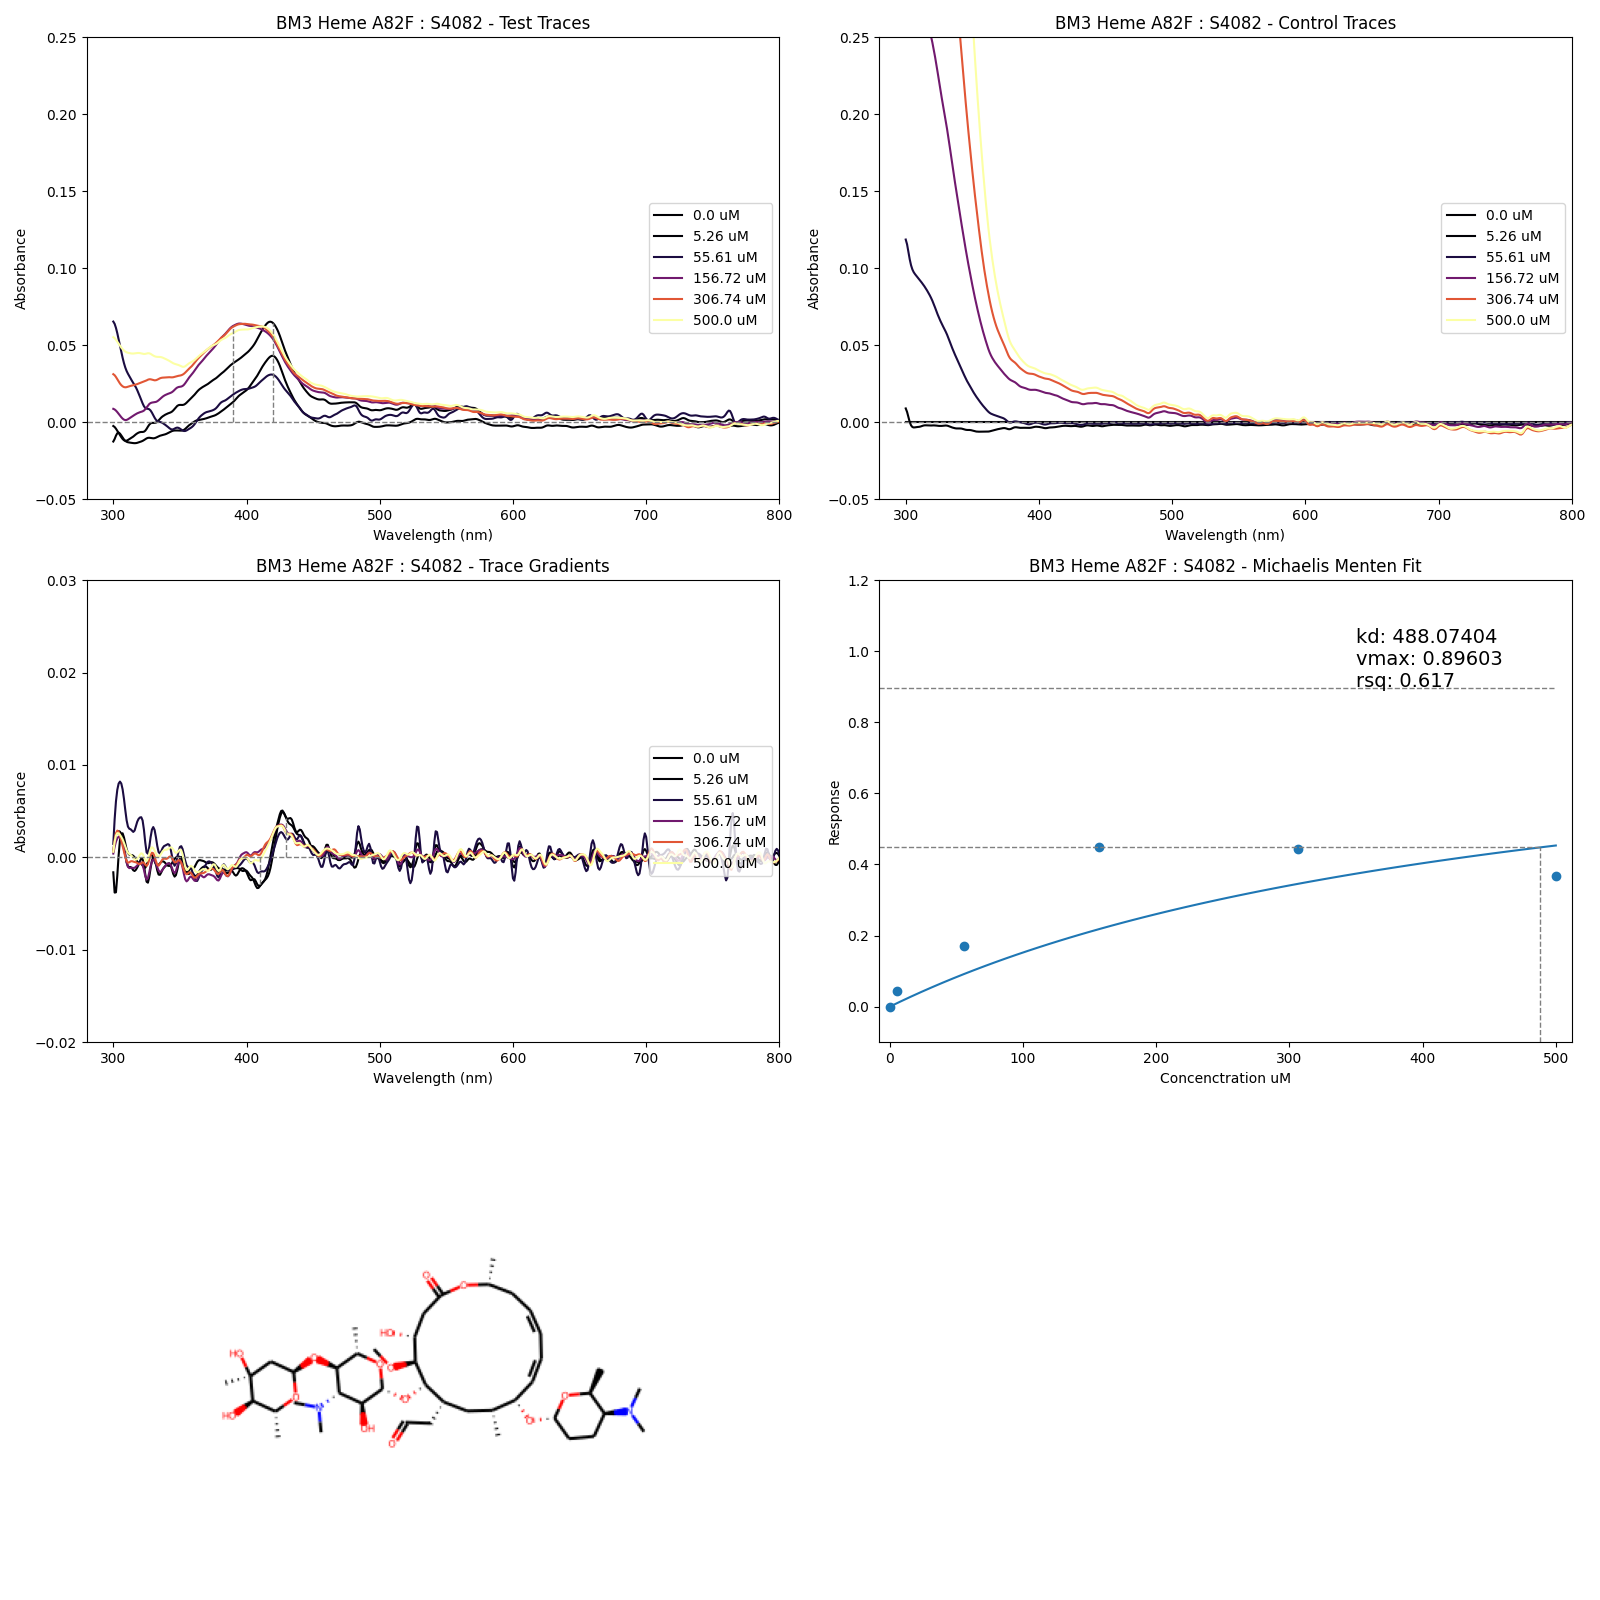 BM3 Heme A82F : S4082 - Test Traces
0.25
0.20
0.15
0.10
0.05
0.00
−0.05
Absorbance
300 400 500 600 700 800
Wavelength (nm)
0.0 uM
5.26 uM
55.61 uM
156.72 uM
306.74 uM
500.0 uM
BM3 Heme A82F : S4082 - Control Traces
0.25
0.20
0.15
0.10
0.05
0.00
−0.05
Absorbance
300 400 500 600 700 800
Wavelength (nm)
0.0 uM
5.26 uM
55.61 uM
156.72 uM
306.74 uM
500.0 uM
BM3 Heme A82F : S4082 - Trace Gradients
0.03
0.02
0.01
0.00
−0.01
−0.02
Absorbance
300 400 500 600 700 800
Wavelength (nm)
0.0 uM
5.26 uM
55.61 uM
156.72 uM
306.74 uM
500.0 uM
BM3 Heme A82F : S4082 - Michaelis Menten Fit
1.2
1.0
0.8
0.6
0.4
0.2
0.0
Response
0 100 200 300 400 500
Concenctration uM
kd: 488.07404
vmax: 0.89603
rsq: 0.617
O
O
HO
O
HO
O
O
O
O
O
HO
N
OH
O
O
O
N